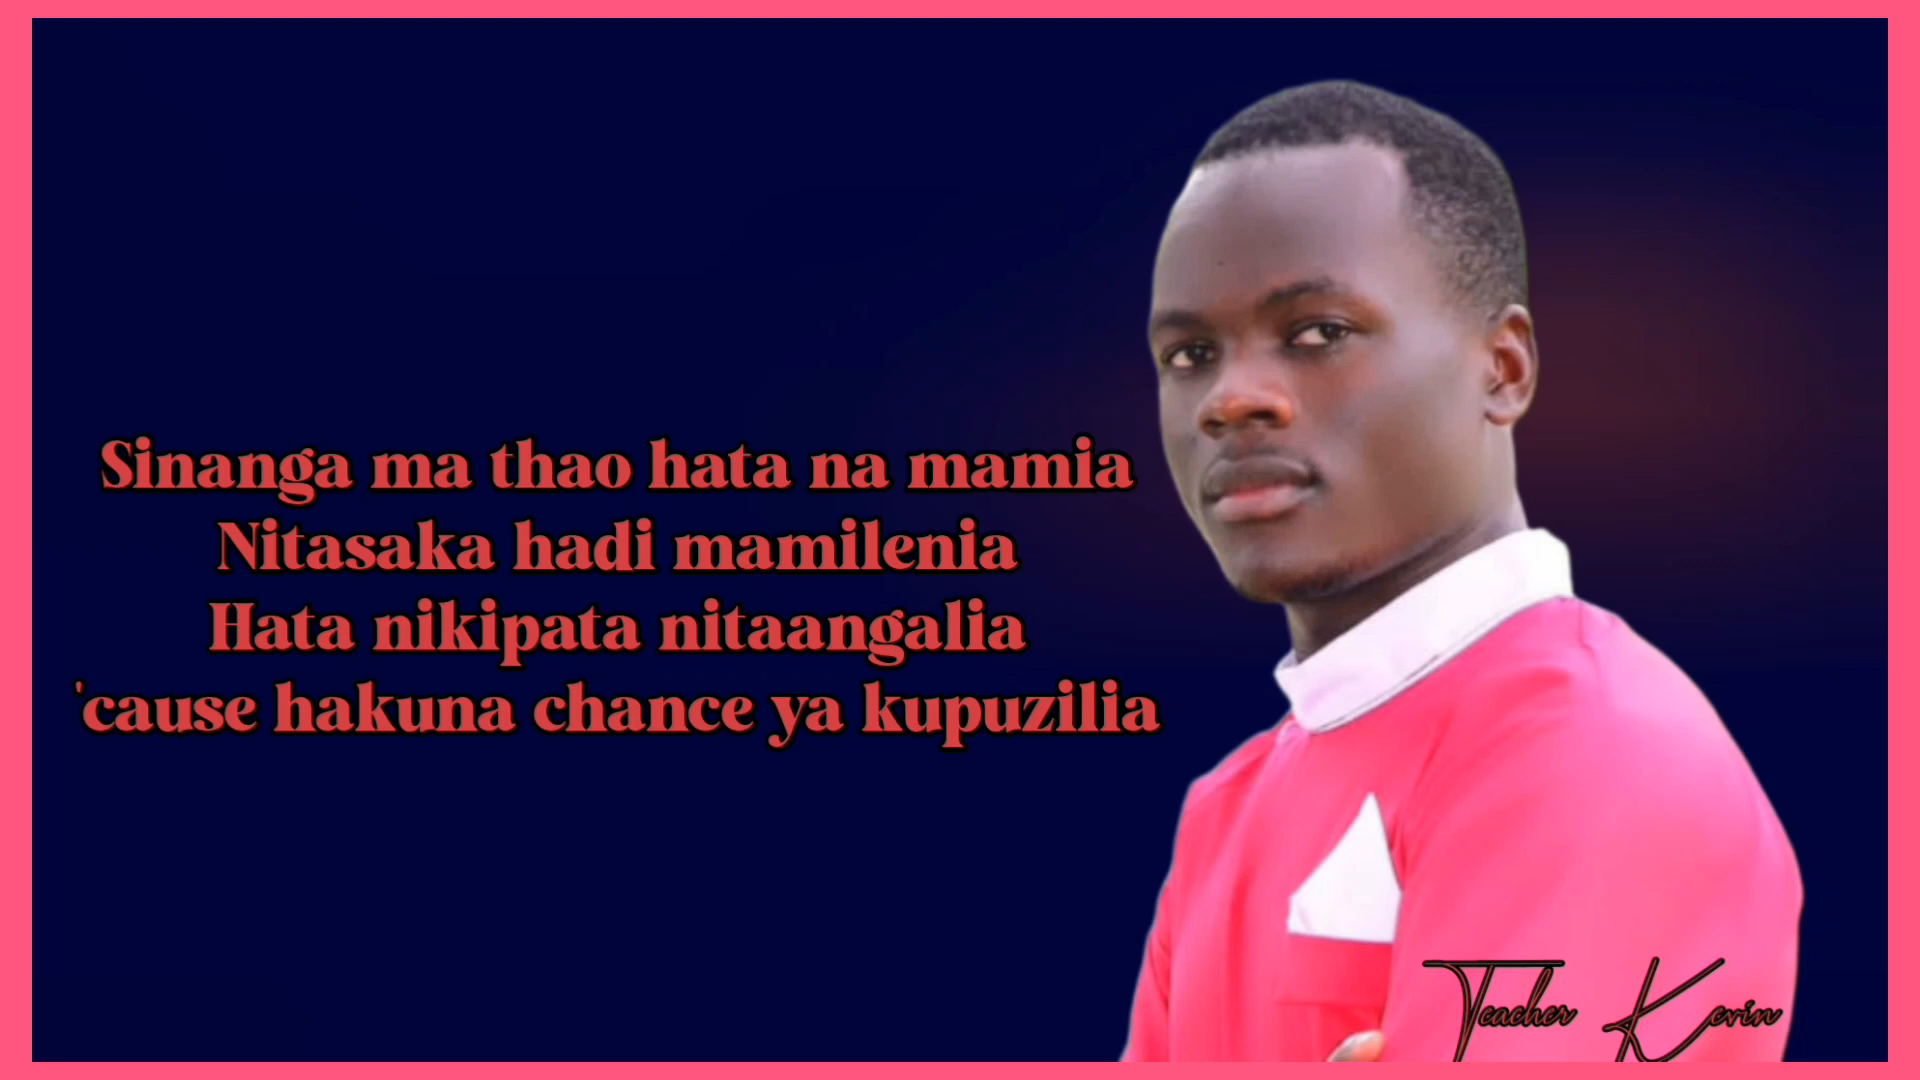 Sinanga ma thao hata na mamia
Nitasaka hadi mamilenia
Hata nikipata nitaangalia
'cause hakuna chance ya kupuzilia
Teacher Kevin